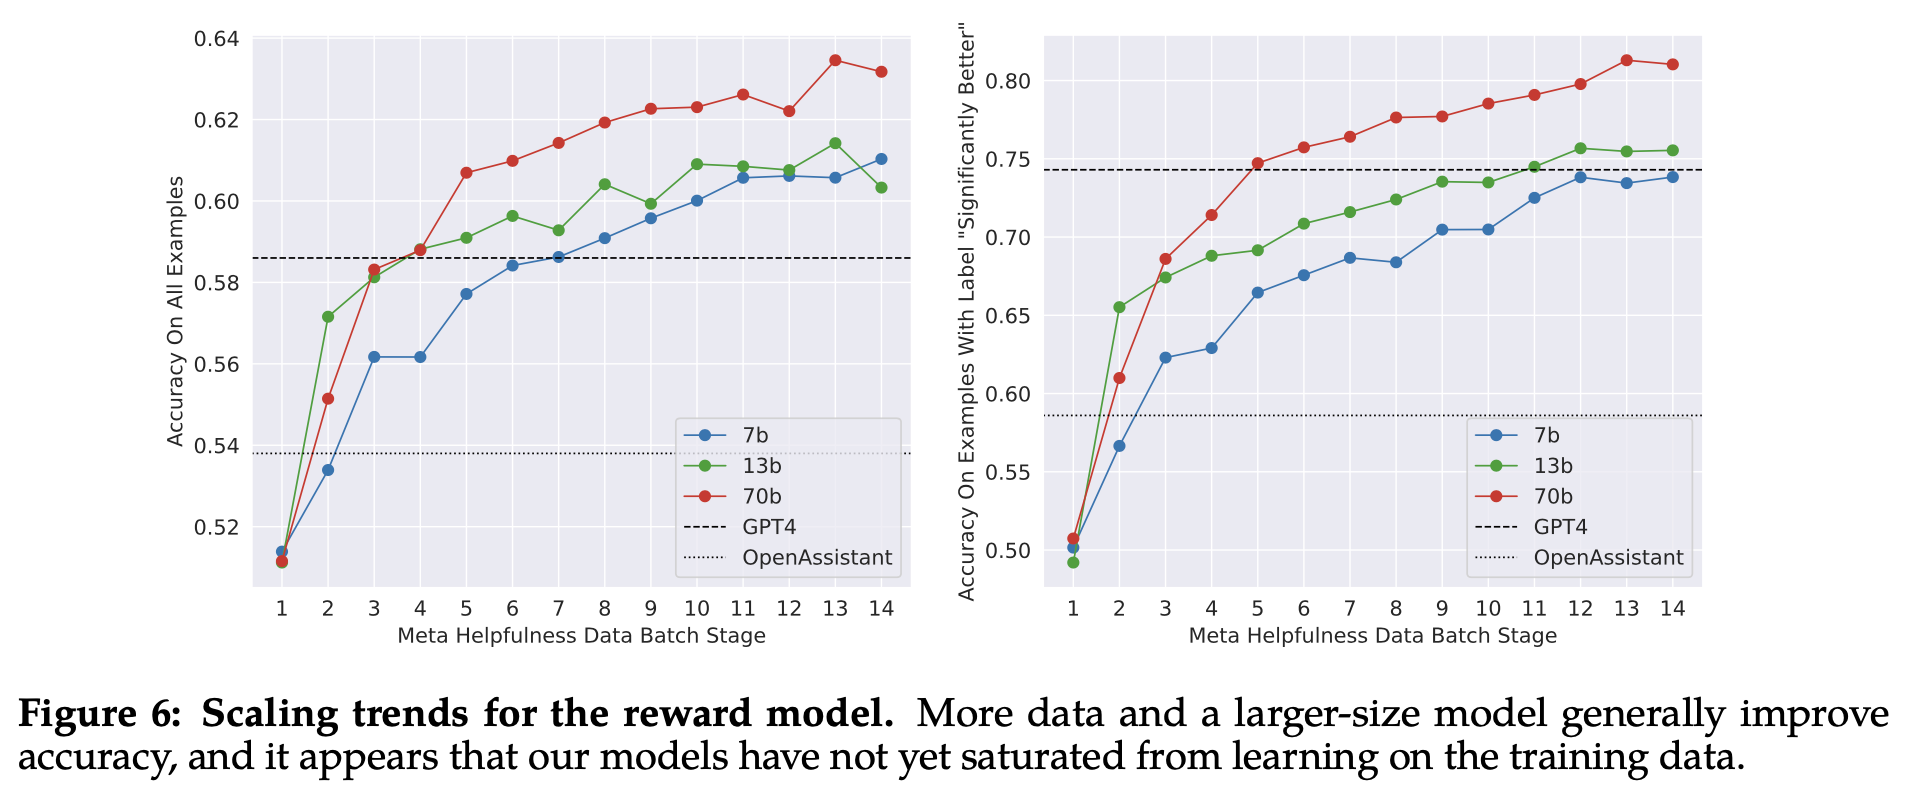 Accuracy On All Examples
0.64
0.62
0.60
0.58
0.56
0.54
0.52
7b
13b
70b
GPT4
OpenAssistant
1 2 3 4 5 6 7 8 9 10 11 12 13 14
Meta Helpfulness Data Batch Stage
Accuracy On Examples With Label "Significantly Better"
0.80
0.75
0.70
0.65
0.60
0.55
0.50
7b
13b
70b
GPT4
OpenAssistant
1 2 3 4 5 6 7 8 9 10 11 12 13 14
Meta Helpfulness Data Batch Stage
Figure 6: Scaling trends for the reward model. More data and a larger-size model generally improve
accuracy, and it appears that our models have not yet saturated from learning on the training data.